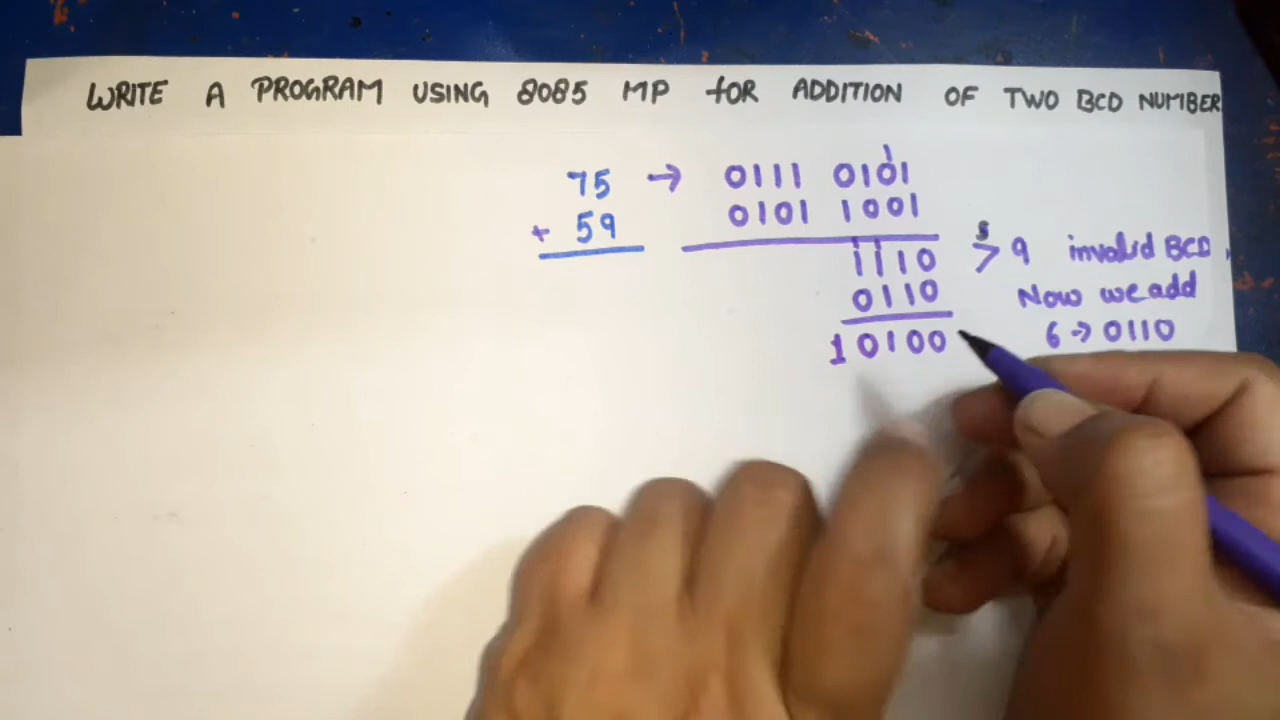 WRITE A PROGRAM USING 8085 MP FOR ADDITION OF TWO BCD NUMBER
1
75 → 0111 0101
+ 59 0101 1001
1110 > 9 invalid BCD
0110 Now we add
10100 6 → 0110